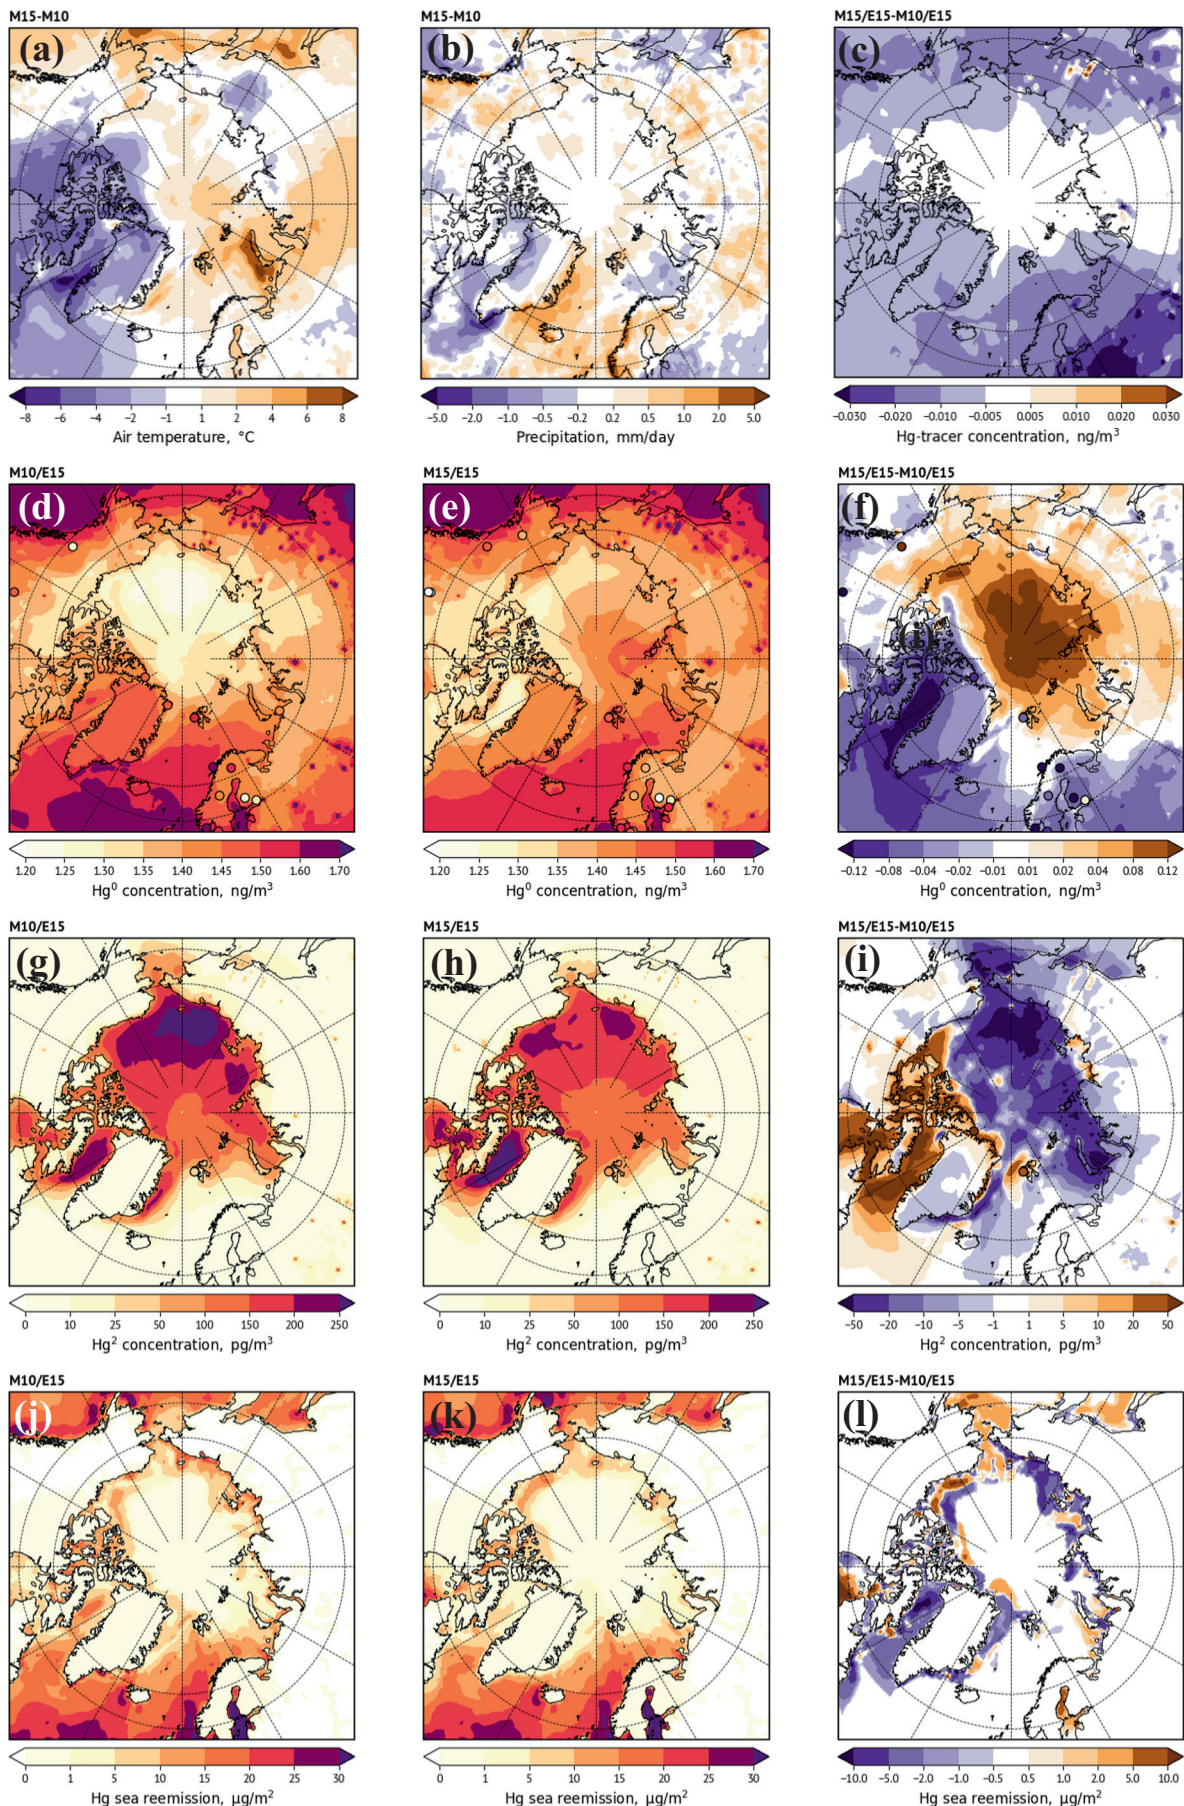 M15-M10 M15-M10 M15/E15-M10/E15
(a) (b) (c)
−8 −6 −4 −2 −1 1 2 4 6 8 −5.0 −2.0 −1.0 −0.5 −0.2 0.2 0.5 1.0 2.0 5.0 −0.030 −0.020 −0.010 −0.005 0.005 0.010 0.020 0.030
Air temperature, °C Precipitation, mm/day Hg-tracer concentration, ng/m³
M10/E15 M15/E15 M15/E15-M10/E15
(d) (e) (f)
(i)
1.20 1.25 1.30 1.35 1.40 1.45 1.50 1.60 1.70 1.20 1.25 1.30 1.35 1.40 1.45 1.50 1.60 1.70 −0.12 −0.08 −0.04 −0.02 −0.01 0.01 0.02 0.04 0.08 0.12
Hg⁰ concentration, ng/m³ Hg⁰ concentration, ng/m³ Hg⁰ concentration, ng/m³
M10/E15 M15/E15 M15/E15-M10/E15
(g) (h) (i)
0 10 25 50 100 150 200 250 0 10 25 50 100 150 200 250 −50 −20 −10 −5 −1 1 5 10 20 50
Hg² concentration, pg/m³ Hg² concentration, pg/m³ Hg² concentration, pg/m³
M10/E15 M15/E15 M15/E15-M10/E15
(j) (k) (l)
0 1 5 10 15 20 25 30 0 1 5 10 15 20 25 30 −10.0 −5.0 −2.0 −1.0 −0.5 0.5 1.0 2.0 5.0 10.0
Hg sea reemission, μg/m² Hg sea reemission, μg/m² Hg sea reemission, μg/m²